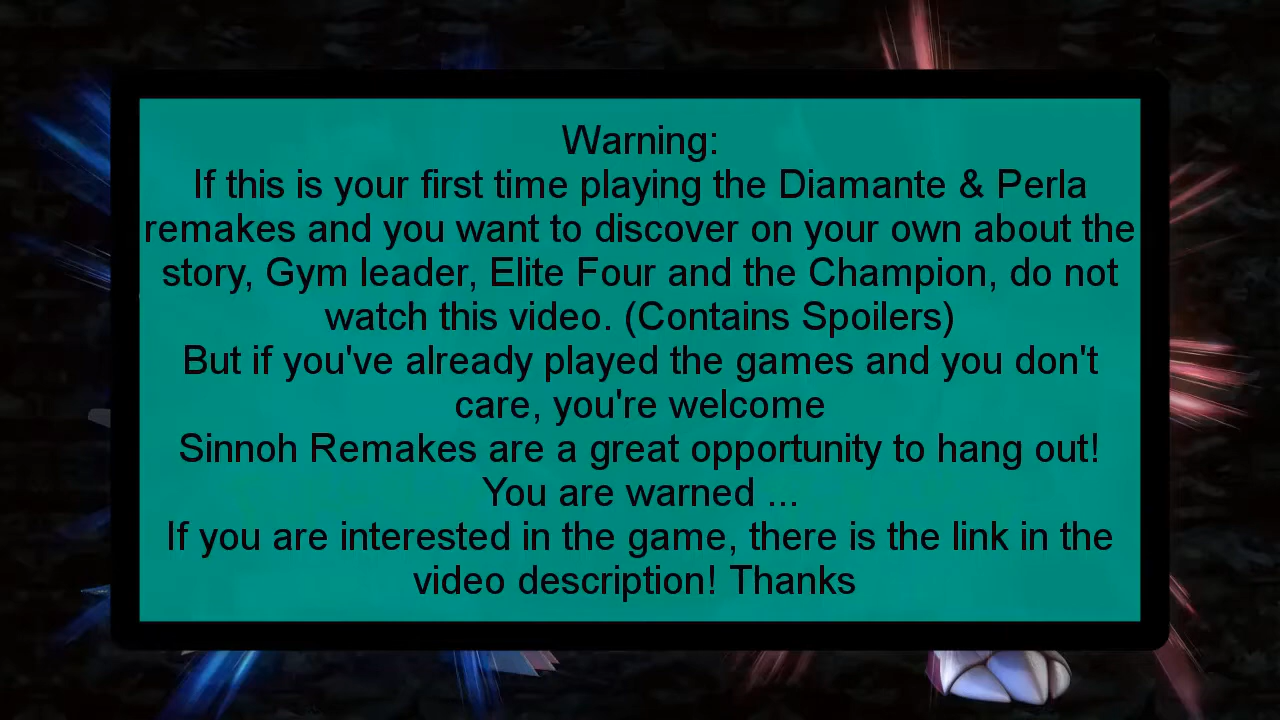 Warning:
If this is your first time playing the Diamante & Perla
remakes and you want to discover on your own about the
story, Gym leader, Elite Four and the Champion, do not
watch this video. (Contains Spoilers)
But if you've already played the games and you don't
care, you're welcome
Sinnoh Remakes are a great opportunity to hang out!
You are warned ...
If you are interested in the game, there is the link in the
video description! Thanks